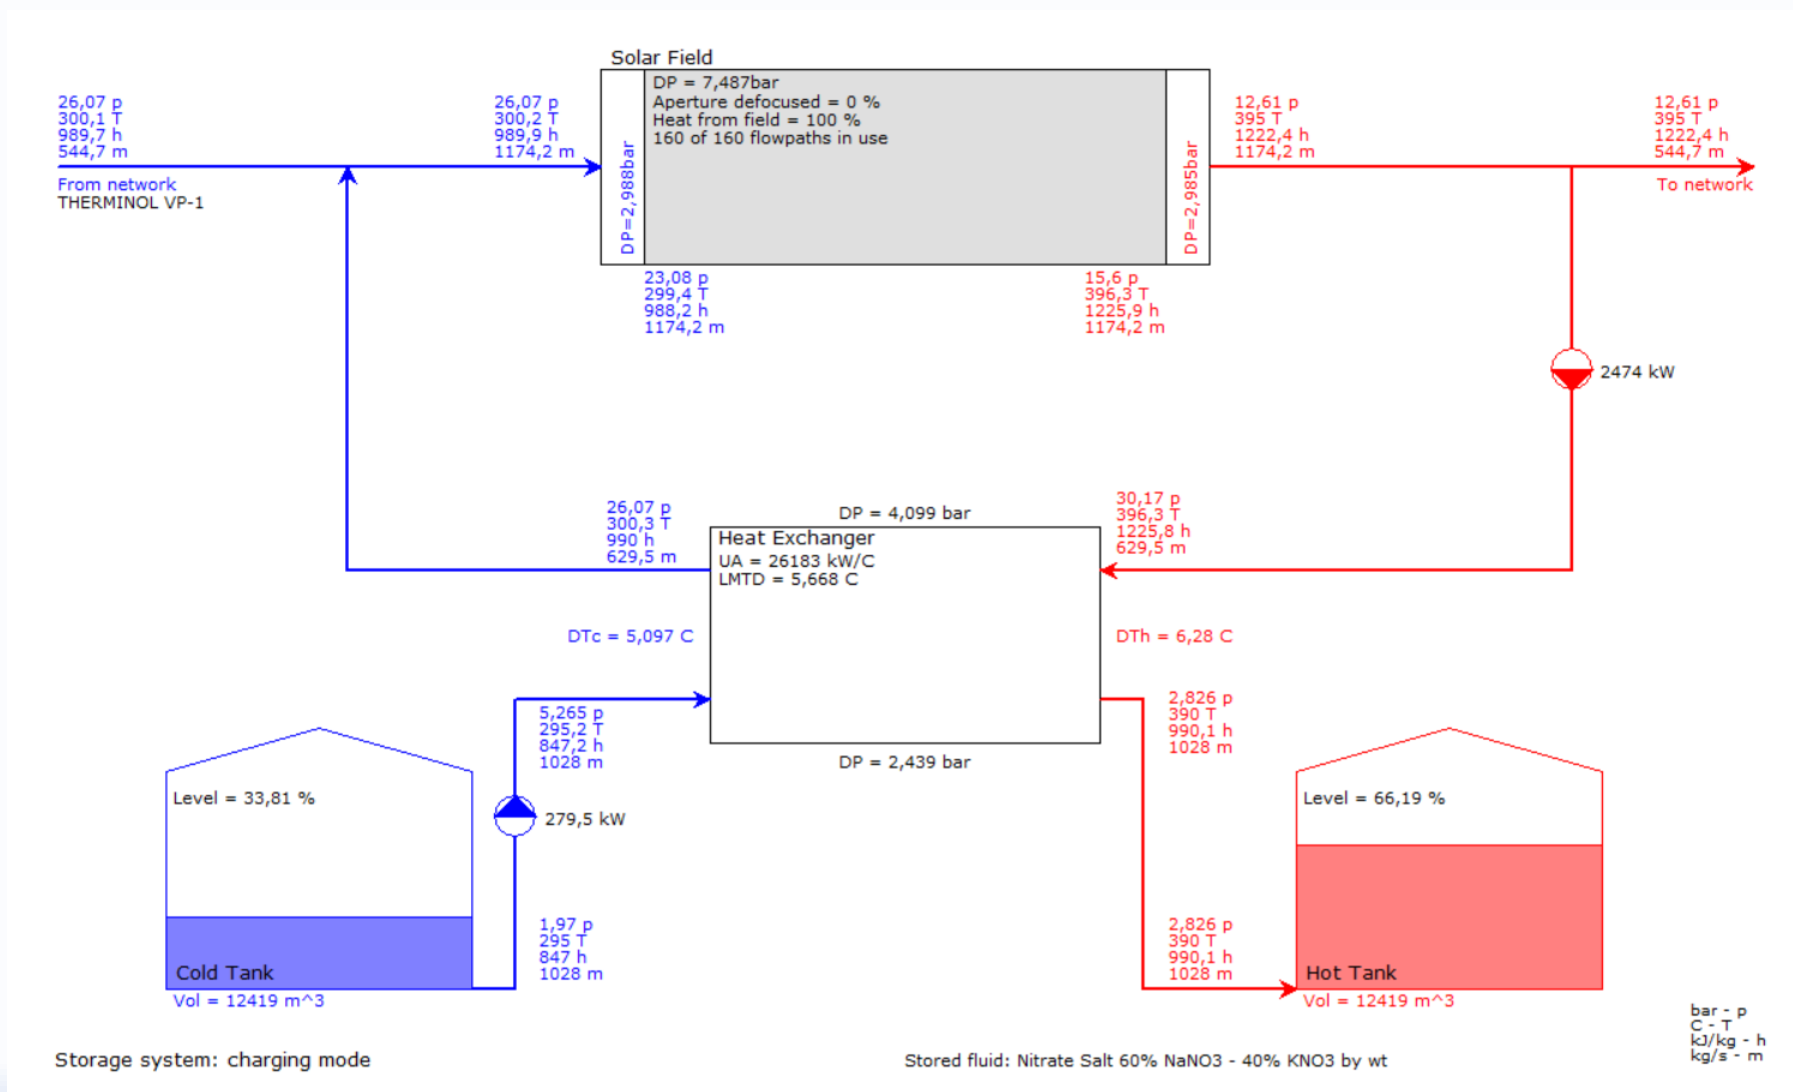 Solar Field
DP = 7,487bar
Aperture defocused = 0 %
Heat from field = 100 %
160 of 160 flowpaths in use
DP=2,988bar
DP=2,985bar
26,07 p
300,1 T
989,7 h
544,7 m
From network
THERMINOL VP-1
26,07 p
300,2 T
989,9 h
1174,2 m
12,61 p
395 T
1222,4 h
1174,2 m
12,61 p
395 T
1222,4 h
544,7 m
To network
23,08 p
299,4 T
988,2 h
1174,2 m
15,6 p
396,3 T
1225,9 h
1174,2 m
2474 kW
26,07 p
300,3 T
990 h
629,5 m
DP = 4,099 bar
Heat Exchanger
UA = 26183 kW/C
LMTD = 5,668 C
30,17 p
396,3 T
1225,8 h
629,5 m
DTc = 5,097 C
DTh = 6,28 C
5,265 p
295,2 T
847,2 h
1028 m
DP = 2,439 bar
2,826 p
390 T
990,1 h
1028 m
Level = 33,81 %
279,5 kW
Level = 66,19 %
1,97 p
295 T
847 h
1028 m
2,826 p
390 T
990,1 h
1028 m
Cold Tank
Vol = 12419 m^3
Hot Tank
Vol = 12419 m^3
bar - p
C - T
kJ/kg - h
kg/s - m
Storage system: charging mode
Stored fluid: Nitrate Salt 60% NaNO3 - 40% KNO3 by wt